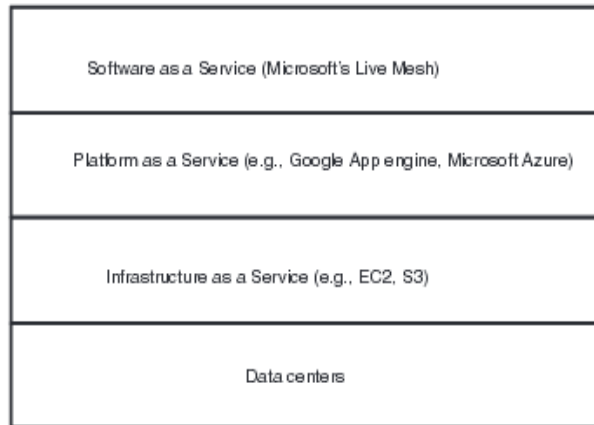 Software as a Service (Microsoft's Live Mesh)
Platform as a Service (e.g., Google App engine, Microsoft Azure)
Infrastructure as a Service (e.g., EC2, S3)
Data centers